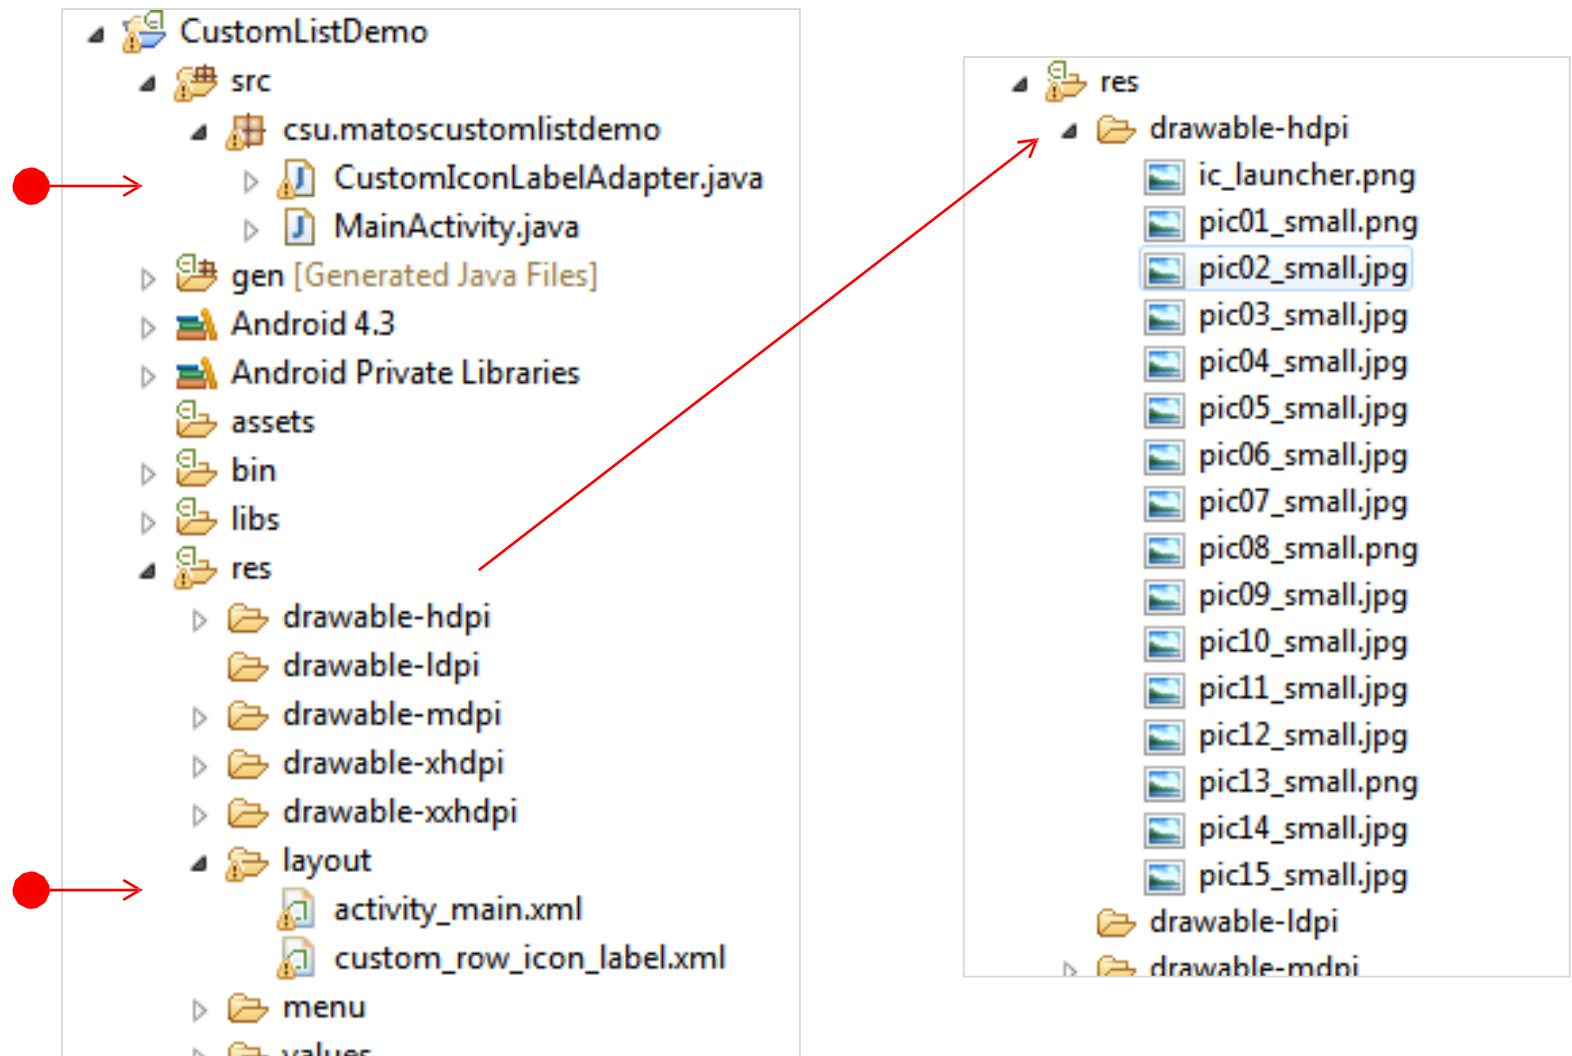 CustomListDemo
src
csu.matoscustomlistdemo
CustomIconLabelAdapter.java
MainActivity.java
gen [Generated Java Files]
Android 4.3
Android Private Libraries
assets
bin
libs
res
drawable-hdpi
drawable-ldpi
drawable-mdpi
drawable-xhdpi
drawable-xxhdpi
layout
activity_main.xml
custom_row_icon_label.xml
menu
values
res
drawable-hdpi
ic_launcher.png
pic01_small.png
pic02_small.jpg
pic03_small.jpg
pic04_small.jpg
pic05_small.jpg
pic06_small.jpg
pic07_small.jpg
pic08_small.png
pic09_small.jpg
pic10_small.jpg
pic11_small.jpg
pic12_small.jpg
pic13_small.png
pic14_small.jpg
pic15_small.jpg
drawable-ldpi
drawable-mdpi